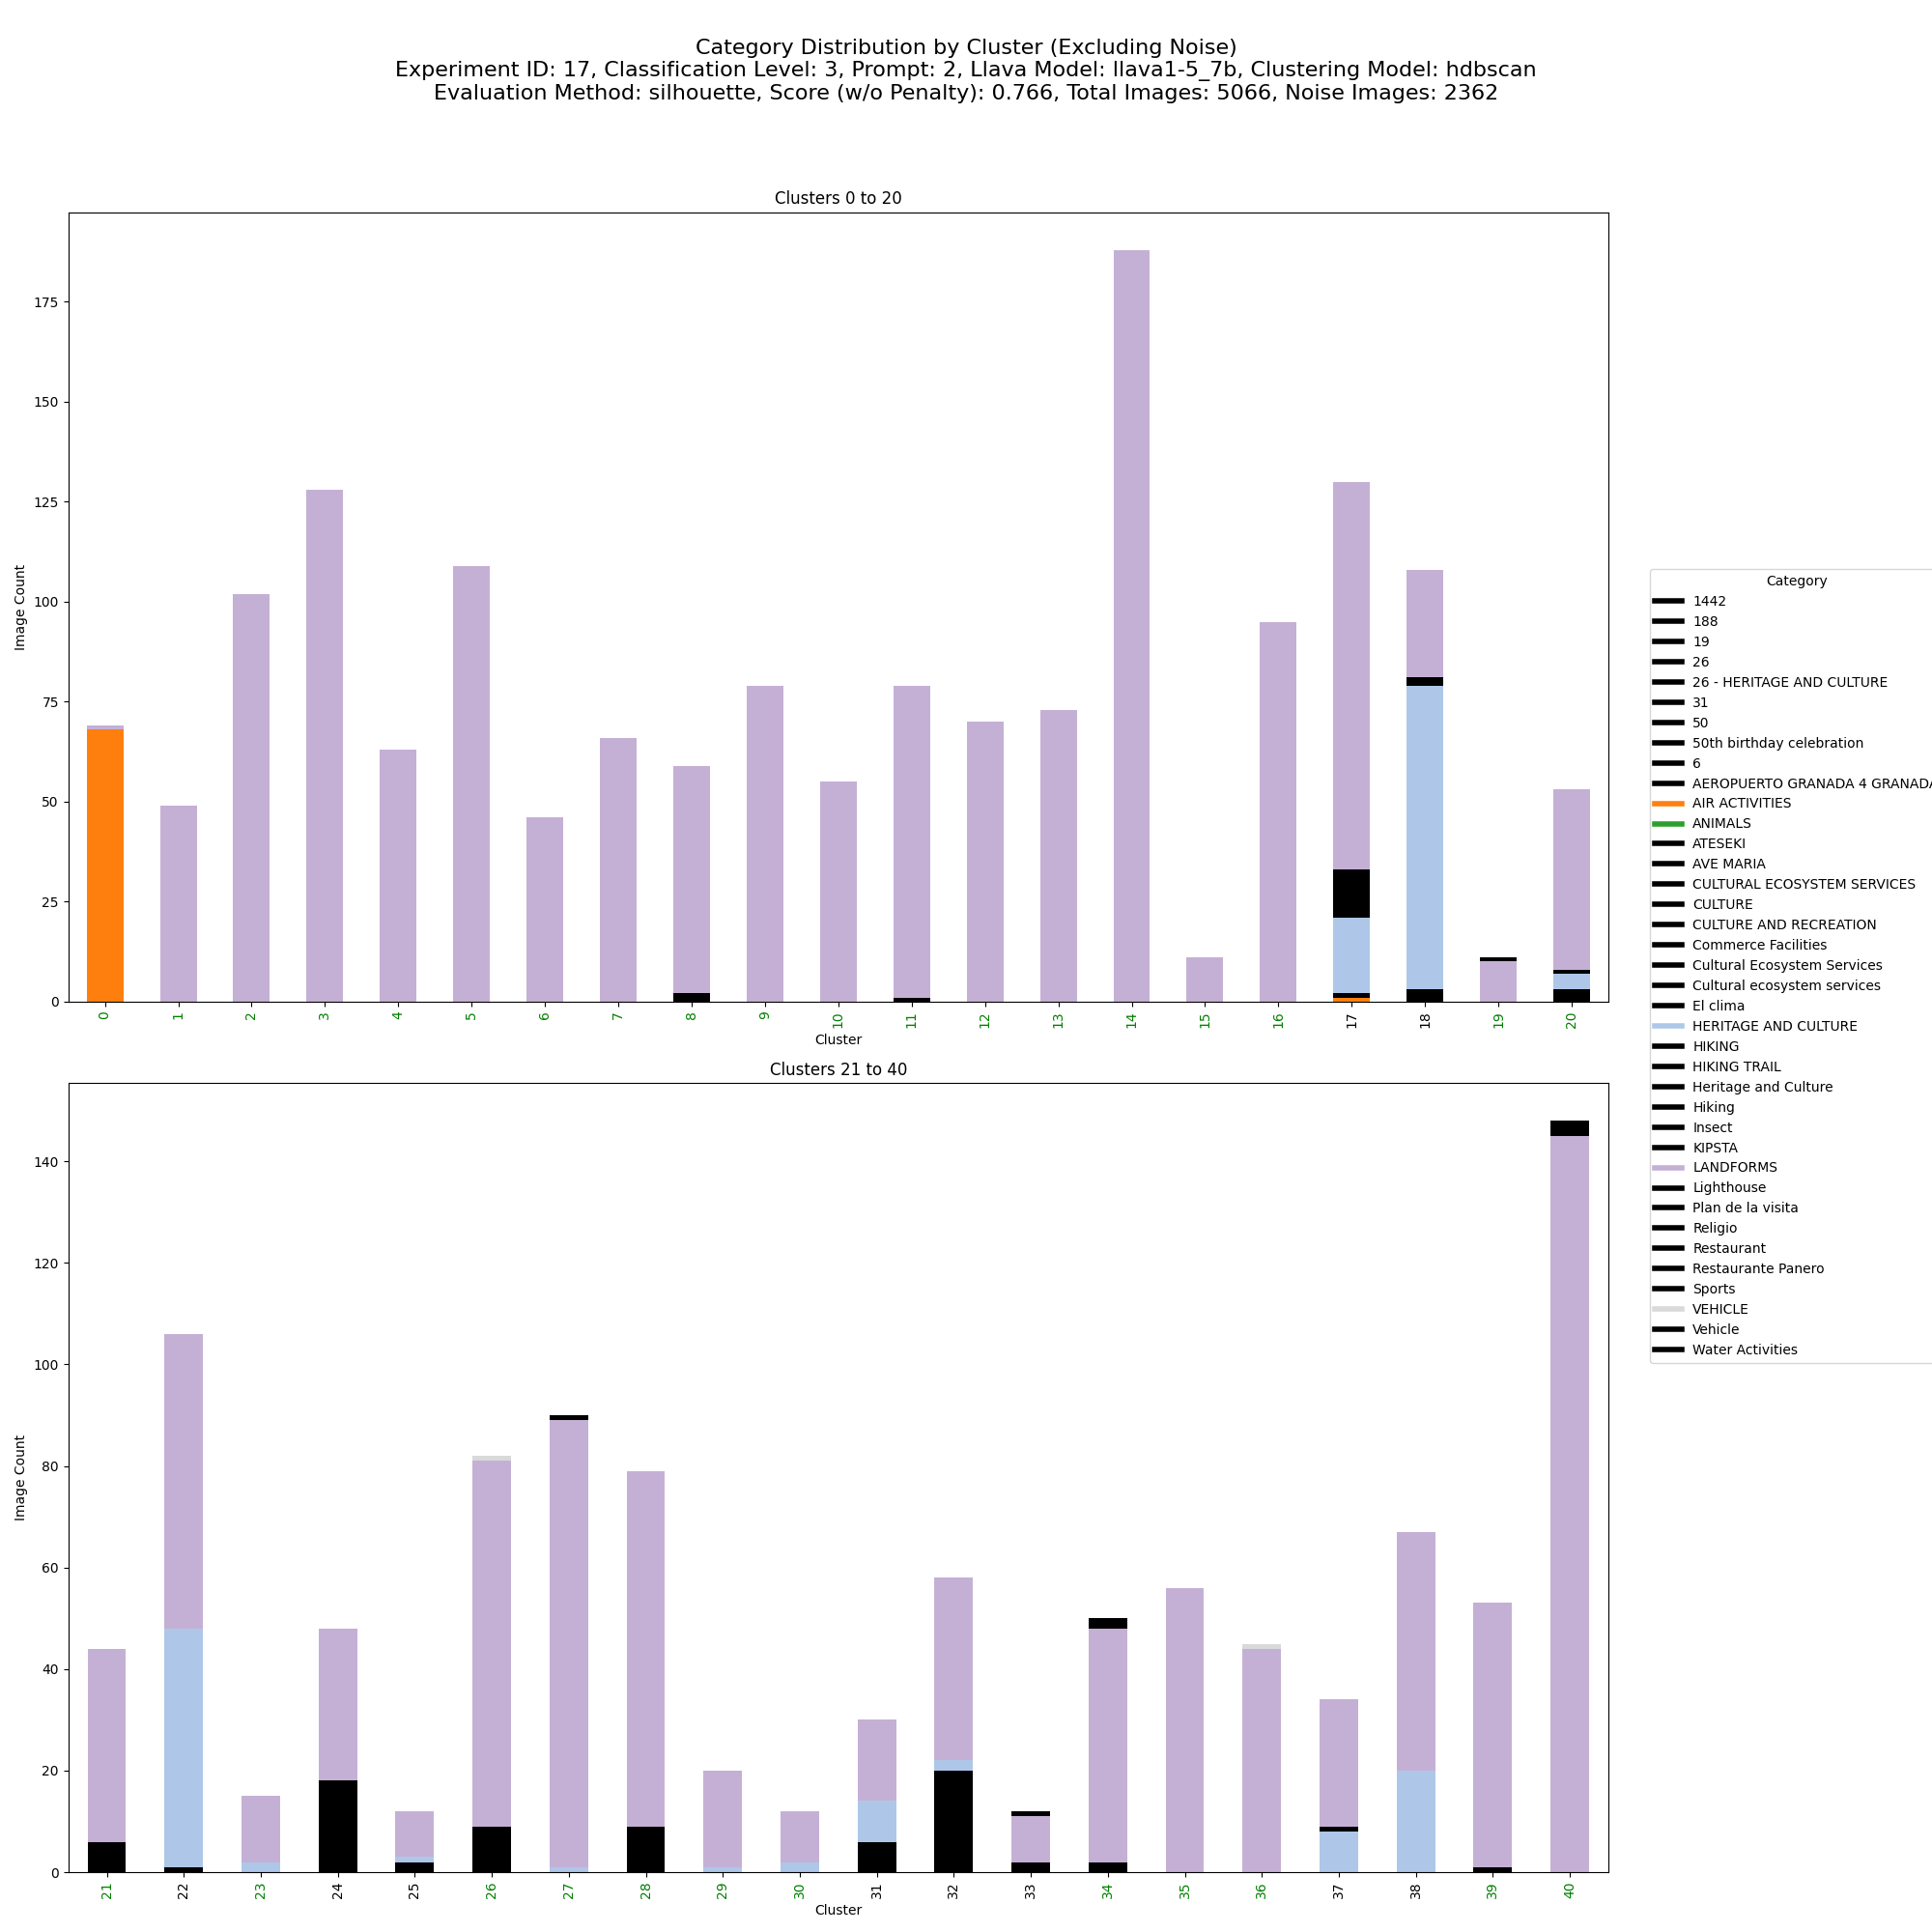 Category Distribution by Cluster (Excluding Noise)
Experiment ID: 17, Classification Level: 3, Prompt: 2, Llava Model: llava1-5_7b, Clustering Model: hdbscan
Evaluation Method: silhouette, Score (w/o Penalty): 0.766, Total Images: 5066, Noise Images: 2362
Clusters 0 to 20
Image Count
175
150
125
100
75
50
25
0
0 1 2 3 4 5 6 7 8 9 10 11 12 13 14 15 16 17 18 19 20
Cluster
Clusters 21 to 40
Image Count
140
120
100
80
60
40
20
0
21 22 23 24 25 26 27 28 29 30 31 32 33 34 35 36 37 38 39 40
Cluster
Category
1442
188
19
26
26 - HERITAGE AND CULTURE
31
50
50th birthday celebration
6
AEROPUERTO GRANADA 4 GRANADA
AIR ACTIVITIES
ANIMALS
ATESEKI
AVE MARIA
CULTURAL ECOSYSTEM SERVICES
CULTURE
CULTURE AND RECREATION
Commerce Facilities
Cultural Ecosystem Services
Cultural ecosystem services
El clima
HERITAGE AND CULTURE
HIKING
HIKING TRAIL
Heritage and Culture
Hiking
Insect
KIPSTA
LANDFORMS
Lighthouse
Plan de la visita
Religio
Restaurant
Restaurante Panero
Sports
VEHICLE
Vehicle
Water Activities